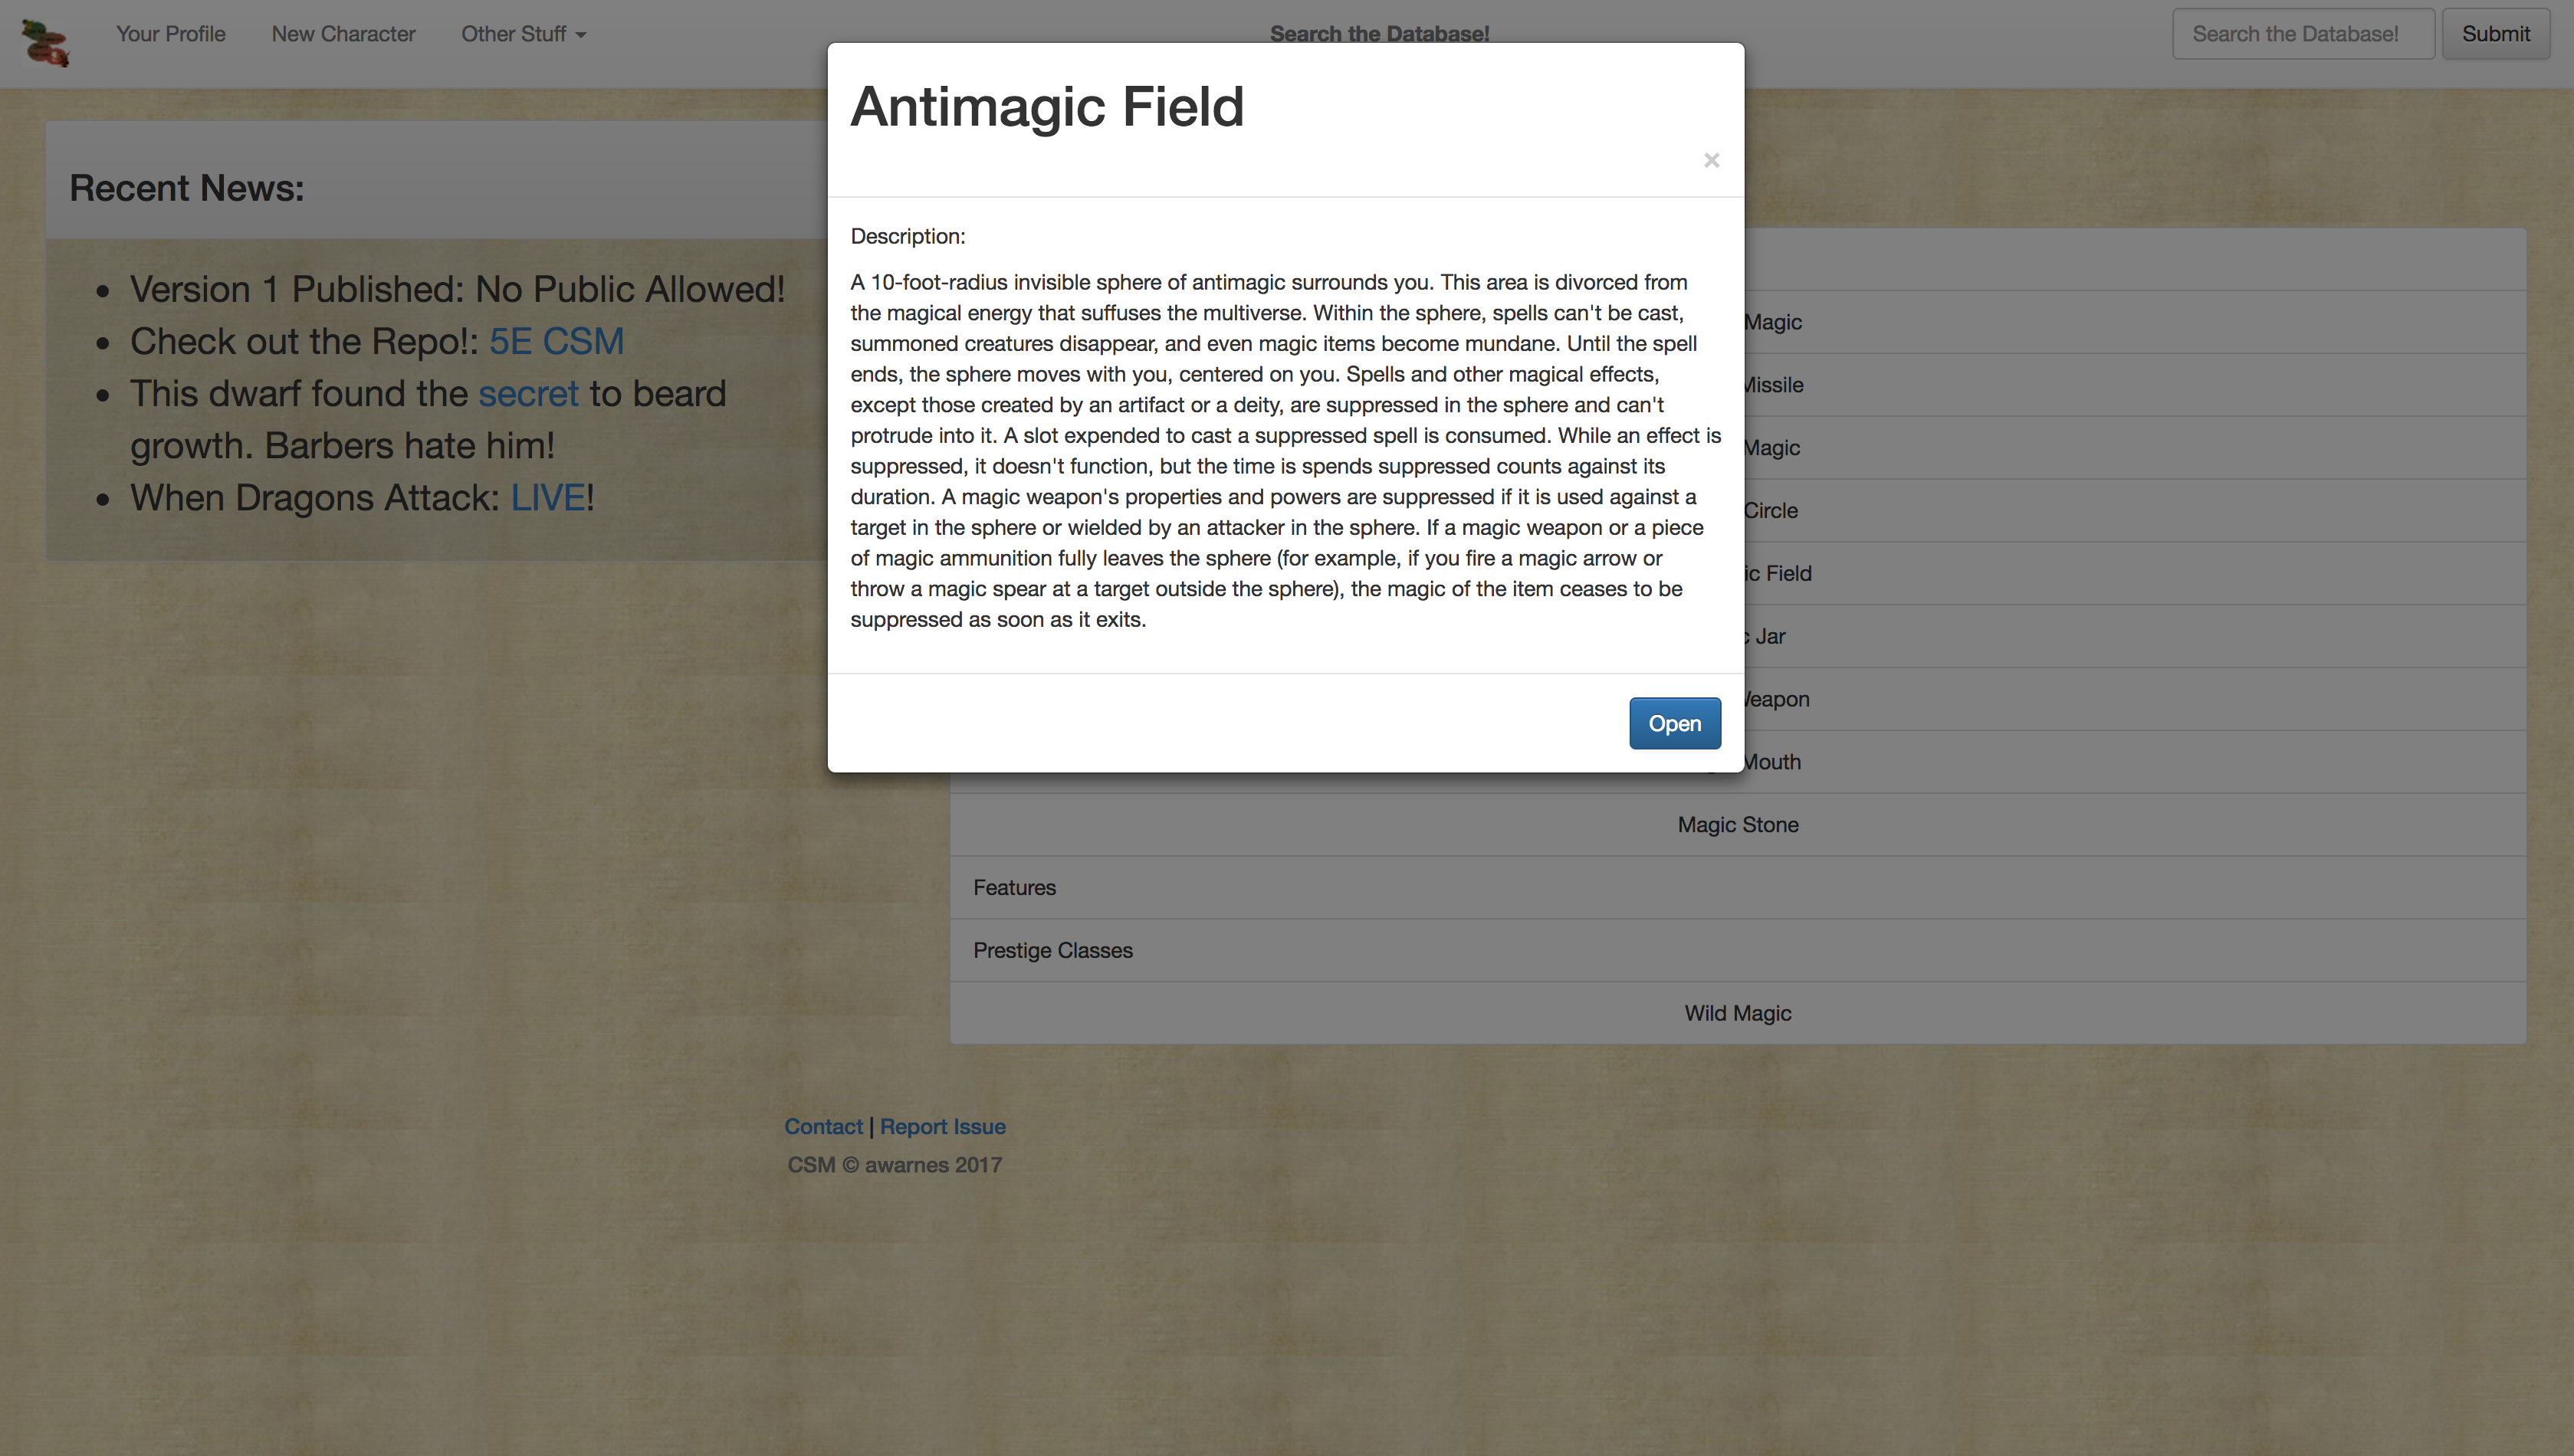 Your Profile
New Character
Other Stuff
Search the Database!
Search the Database!
Submit
Recent News:
Version 1 Published: No Public Allowed!
Check out the Repo!: 5E CSM
This dwarf found the secret to beard
growth. Barbers hate him!
When Dragons Attack: LIVE!
Antimagic Field
×
Description:
A 10-foot-radius invisible sphere of antimagic surrounds you. This area is divorced from
the magical energy that suffuses the multiverse. Within the sphere, spells can't be cast,
summoned creatures disappear, and even magic items become mundane. Until the spell
ends, the sphere moves with you, centered on you. Spells and other magical effects,
except those created by an artifact or a deity, are suppressed in the sphere and can't
protrude into it. A slot expended to cast a suppressed spell is consumed. While an effect is
suppressed, it doesn't function, but the time is spends suppressed counts against its
duration. A magic weapon's properties and powers are suppressed if it is used against a
target in the sphere or wielded by an attacker in the sphere. If a magic weapon or a piece
of magic ammunition fully leaves the sphere (for example, if you fire a magic arrow or
throw a magic spear at a target outside the sphere), the magic of the item ceases to be
suppressed as soon as it exits.
Open
Magic
Missile
Magic
Circle
ic Field
Jar
Weapon
Mouth
Magic Stone
Features
Prestige Classes
Wild Magic
Contact | Report Issue
CSM © awarnes 2017